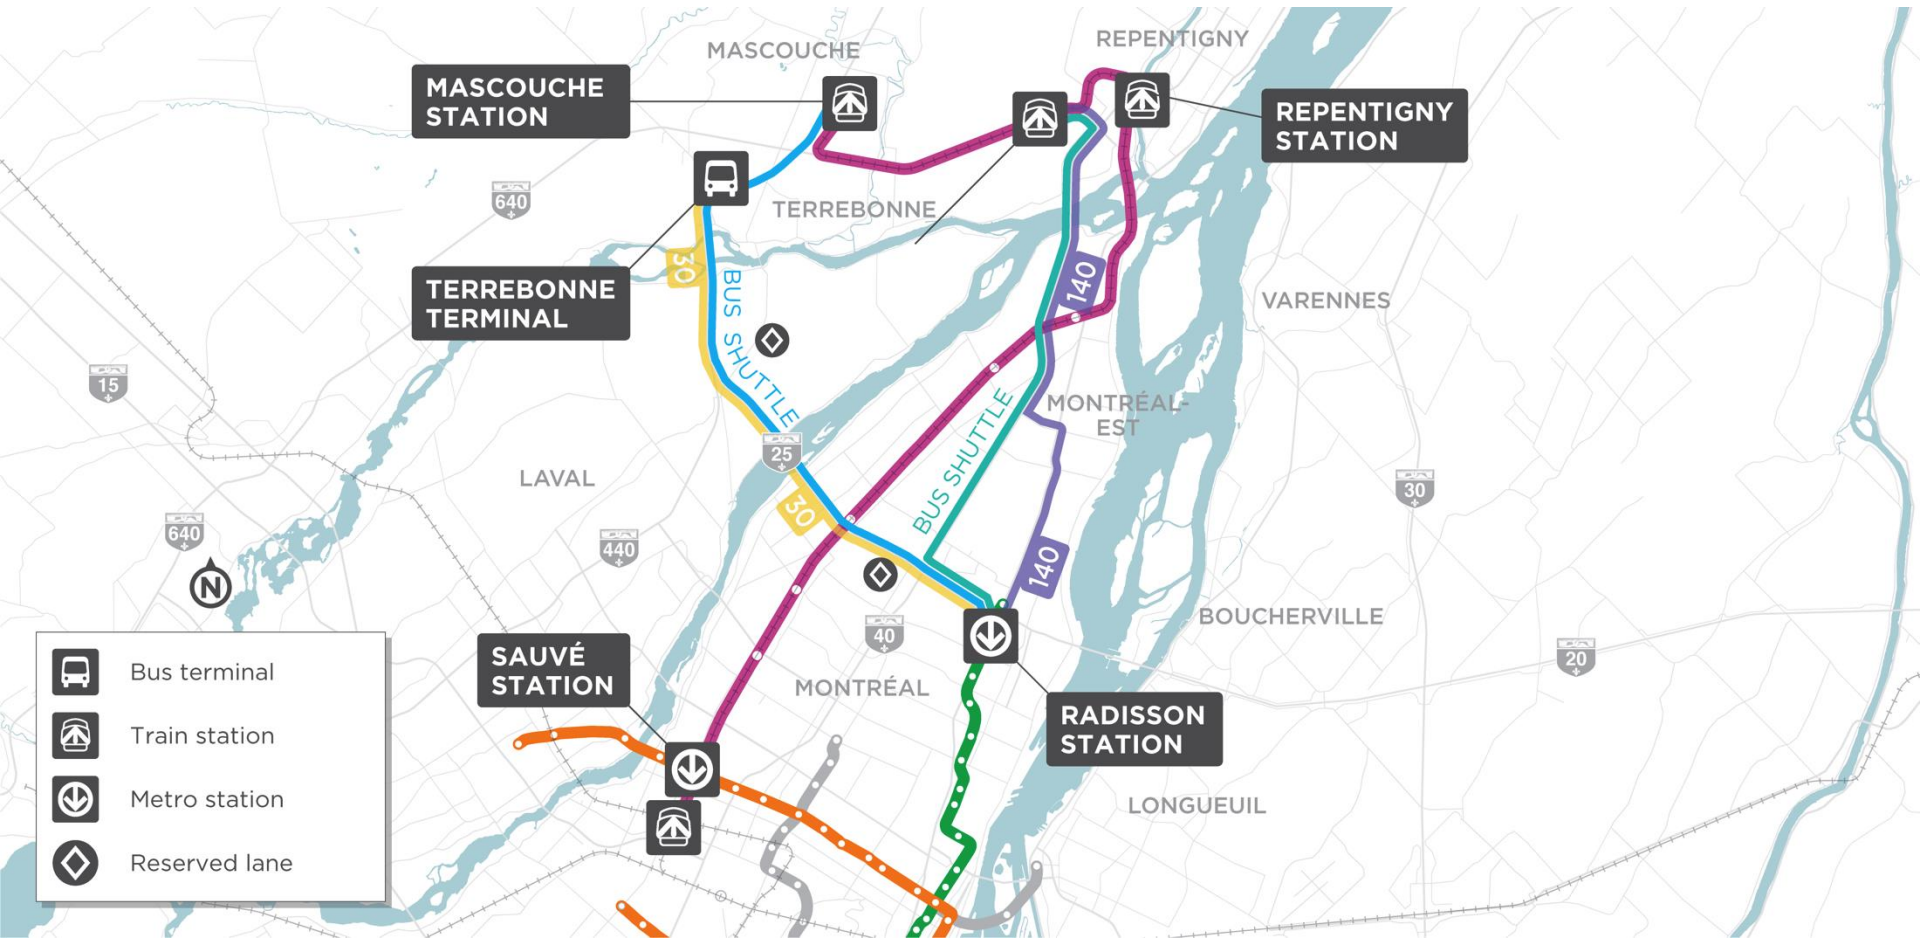 MASCOUCHE
REPENTIGNY
MASCOUCHE
STATION
REPENTIGNY
STATION
640
TERREBONNE
30
BUS SHUTTLE
140
TERREBONNE
TERMINAL
VARENNES
15
MONTRÉAL-
EST
BUS SHUTTLE
25
LAVAL
30
30
640
440
140
N
40
BOUCHERVILLE
20
SAUVÉ
STATION
MONTRÉAL
RADISSON
STATION
LONGUEUIL
Bus terminal
Train station
Metro station
Reserved lane